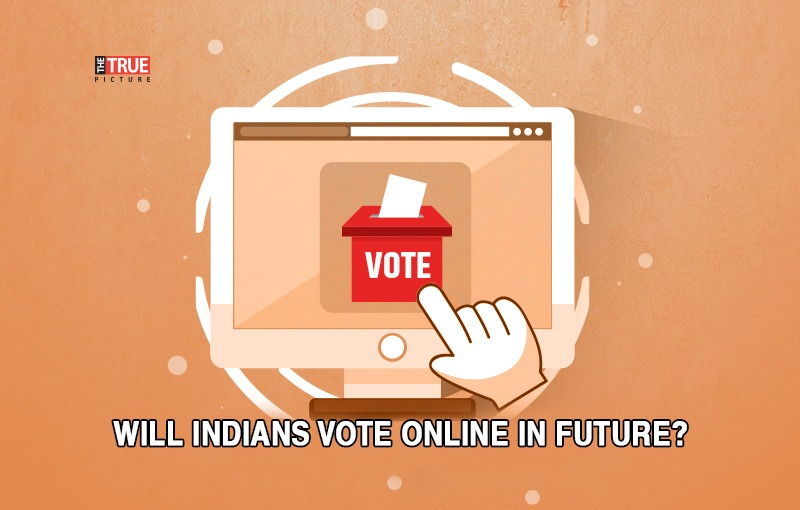 THE TRUE
PICTURE
VOTE
WILL INDIANS VOTE ONLINE IN FUTURE?